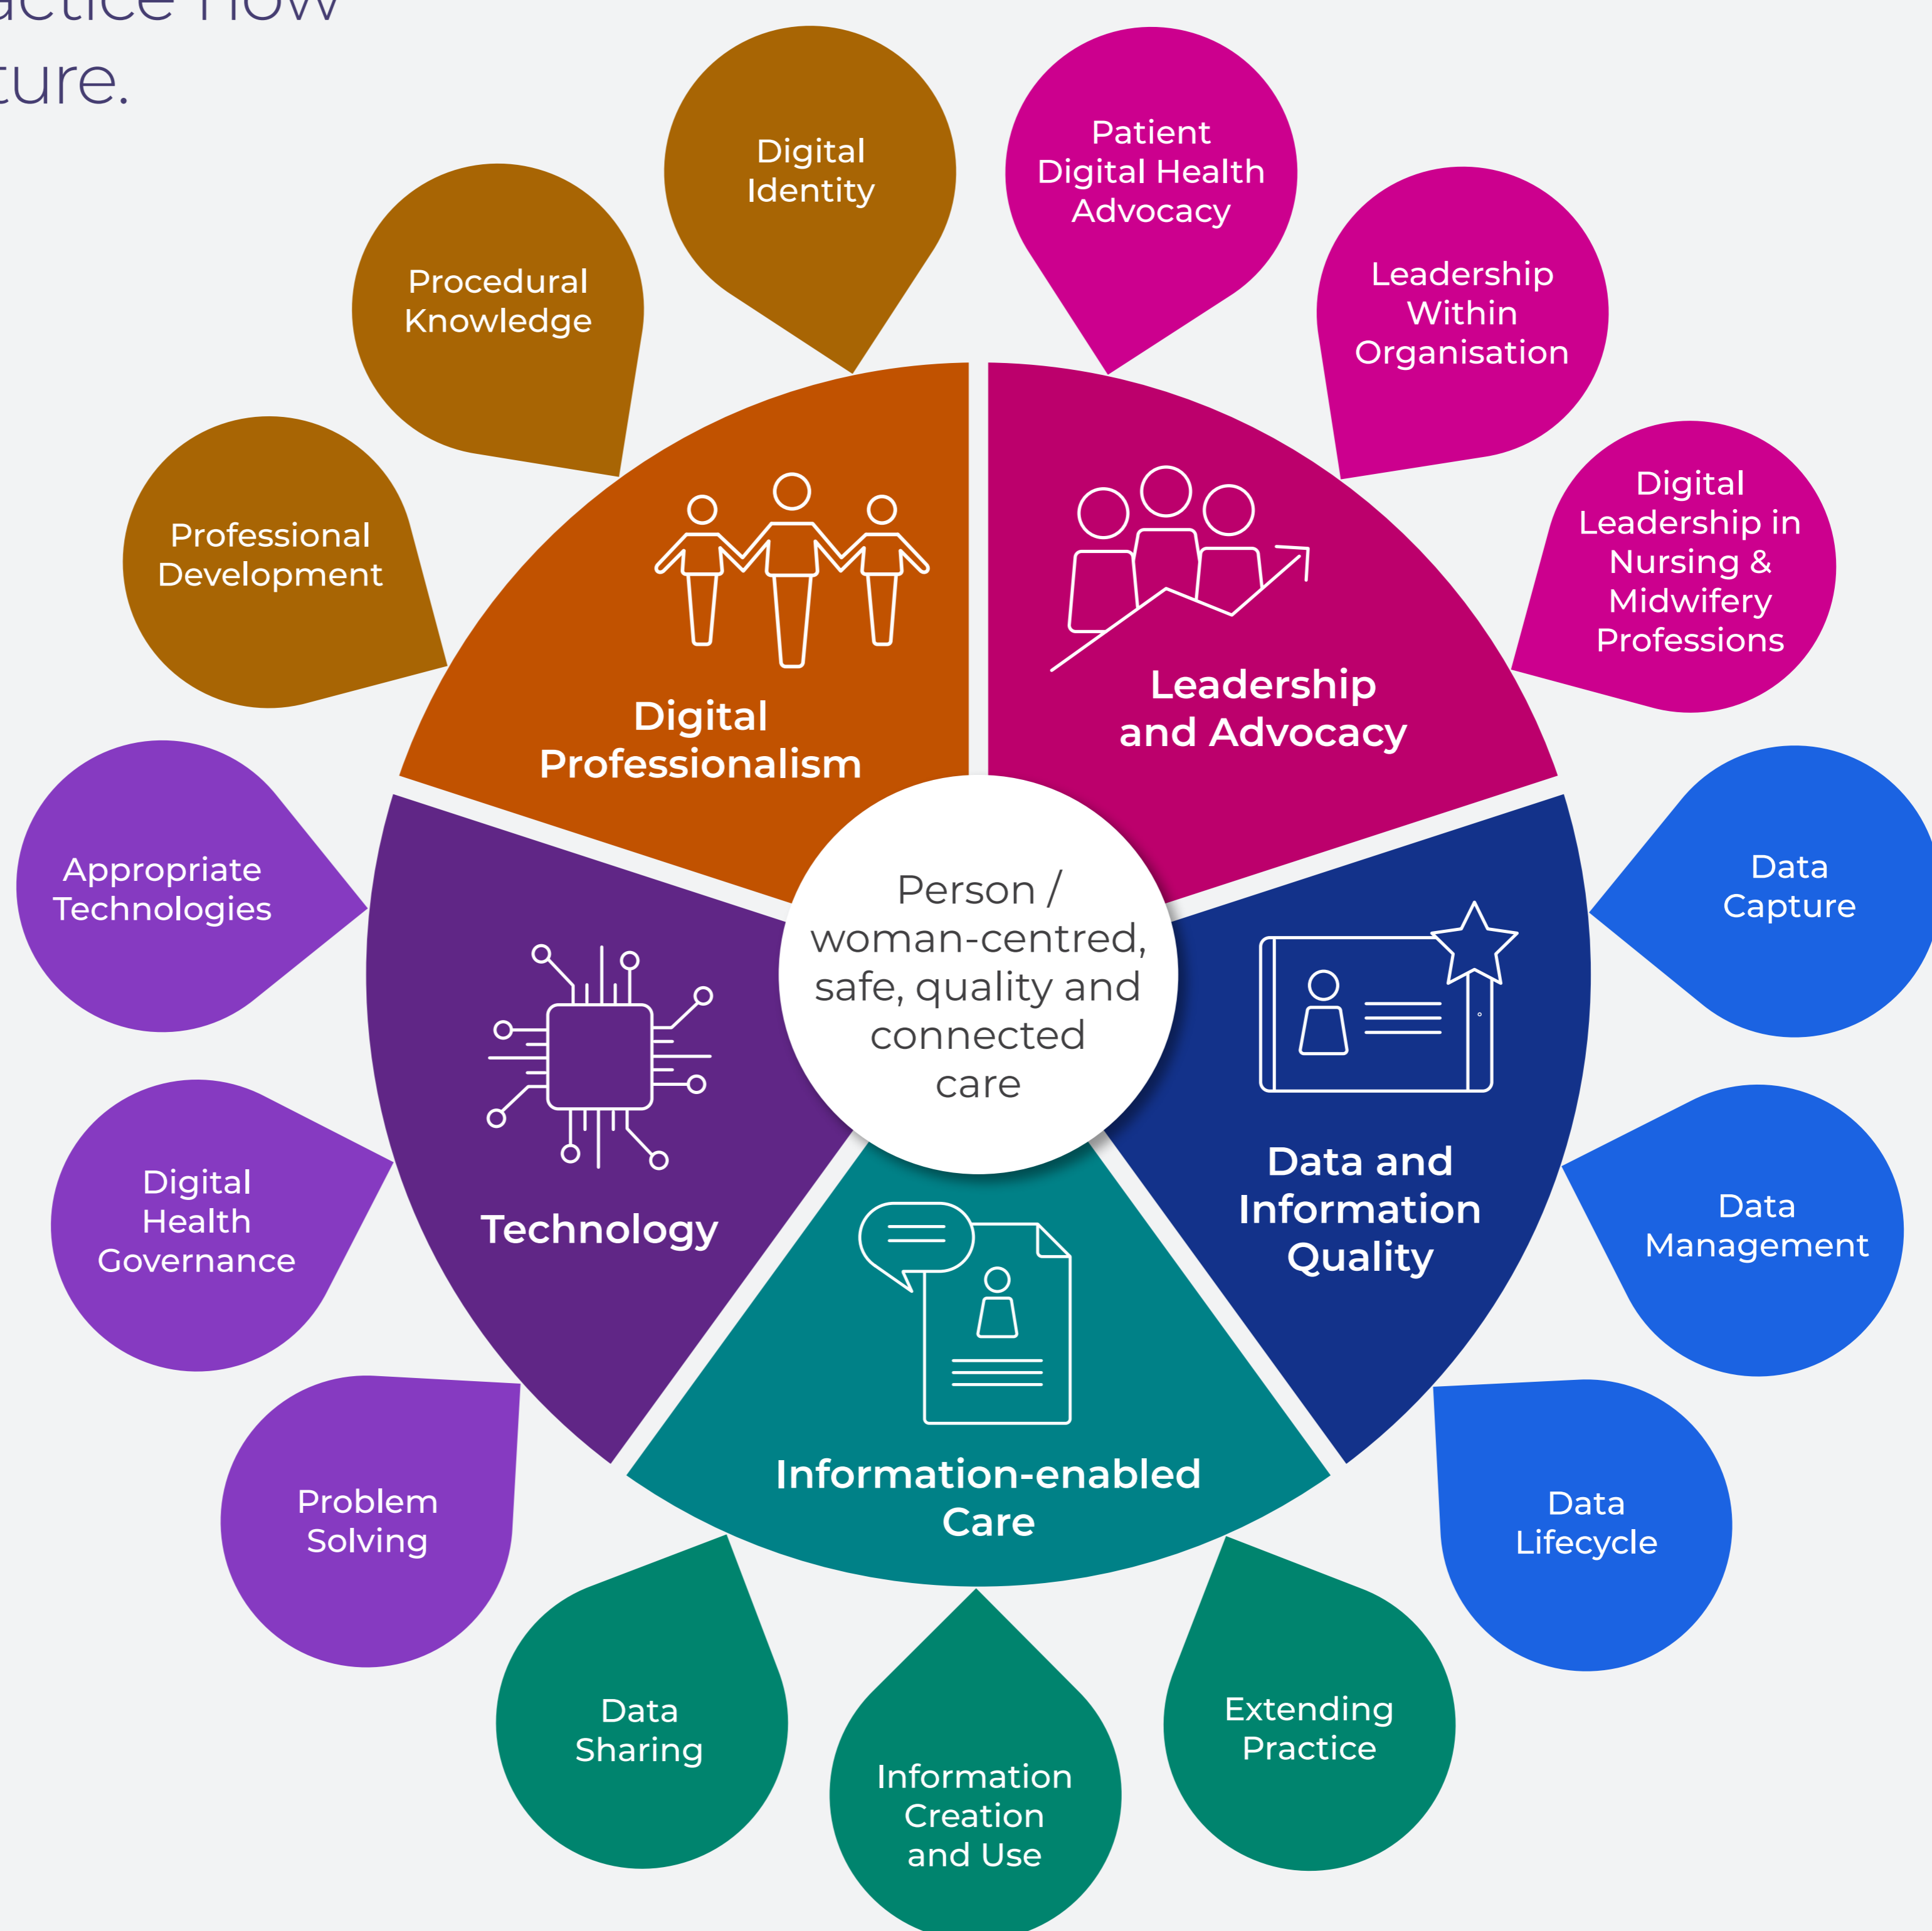 ctice now
ture.
Digital
Identity
Patient
Digital Health
Advocacy
Procedural
Knowledge
Leadership
Within
Organisation
Professional
Development
Digital
Leadership in
Nursing &
Midwifery
Professions
Digital
Professionalism
Leadership
and Advocacy
Appropriate
Technologies
Person /
woman-centred,
safe, quality and
connected
care
Data
Capture
Digital
Health
Governance
Technology
Data and
Information
Quality
Data
Management
Problem
Solving
Information-enabled
Care
Data
Lifecycle
Data
Sharing
Information
Creation
and Use
Extending
Practice